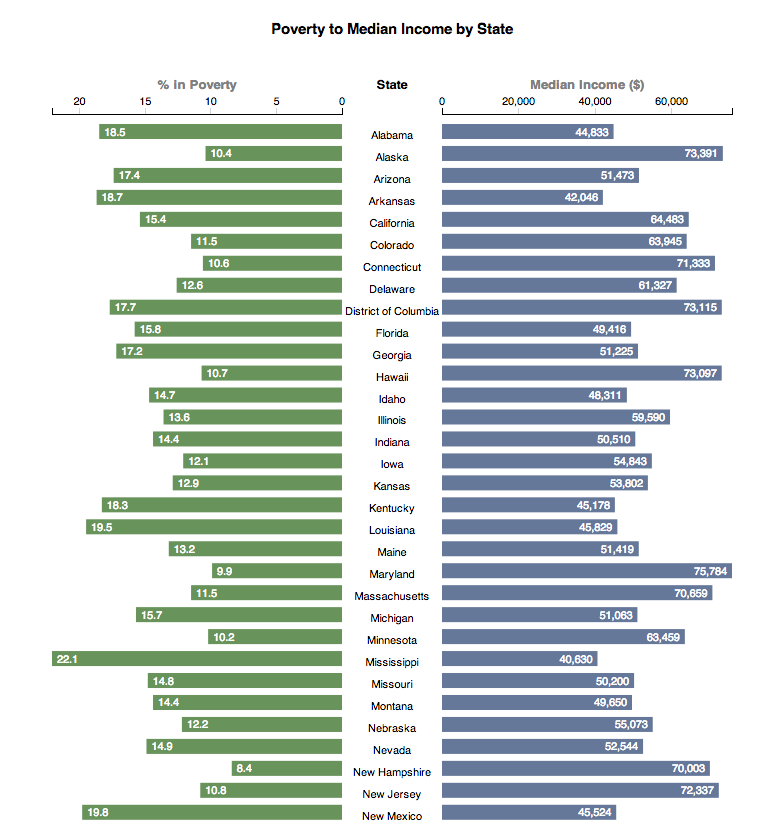 Poverty to Median Income by State
% in Poverty State Median Income ($)
20 15 10 5 0 0 20,000 40,000 60,000
18.5 Alabama 44,833
10.4 Alaska 73,391
17.4 Arizona 51,473
18.7 Arkansas 42,046
15.4 California 64,483
11.5 Colorado 63,945
10.6 Connecticut 71,333
12.6 Delaware 61,327
17.7 District of Columbia 73,115
15.8 Florida 49,416
17.2 Georgia 51,225
10.7 Hawaii 73,097
14.7 Idaho 48,311
13.6 Illinois 59,590
14.4 Indiana 50,510
12.1 Iowa 54,843
12.9 Kansas 53,802
18.3 Kentucky 45,178
19.5 Louisiana 45,829
13.2 Maine 51,419
9.9 Maryland 75,784
11.5 Massachusetts 70,659
15.7 Michigan 51,063
10.2 Minnesota 63,459
22.1 Mississippi 40,630
14.8 Missouri 50,200
14.4 Montana 49,650
12.2 Nebraska 55,073
14.9 Nevada 52,544
8.4 New Hampshire 70,003
10.8 New Jersey 72,337
19.8 New Mexico 45,524